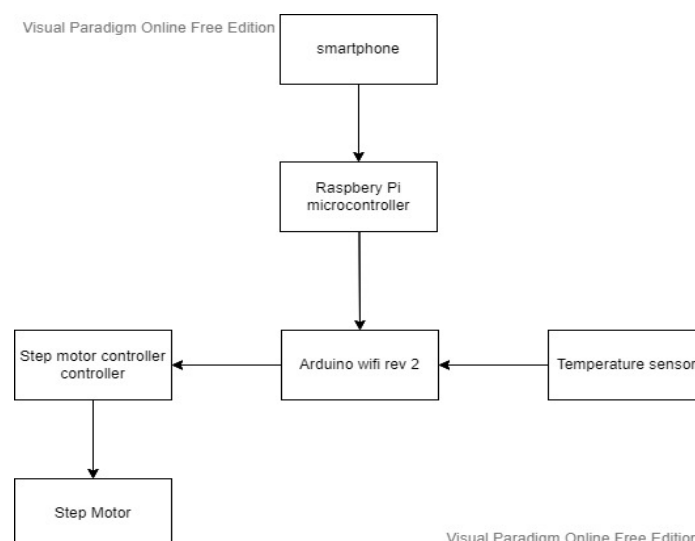 Visual Paradigm Online Free Edition
smartphone
Raspbery Pi
microcontroller
Step motor controller
controller
Arduino wifi rev 2
Temperature sensor
Step Motor
Visual Paradigm Online Free Edition